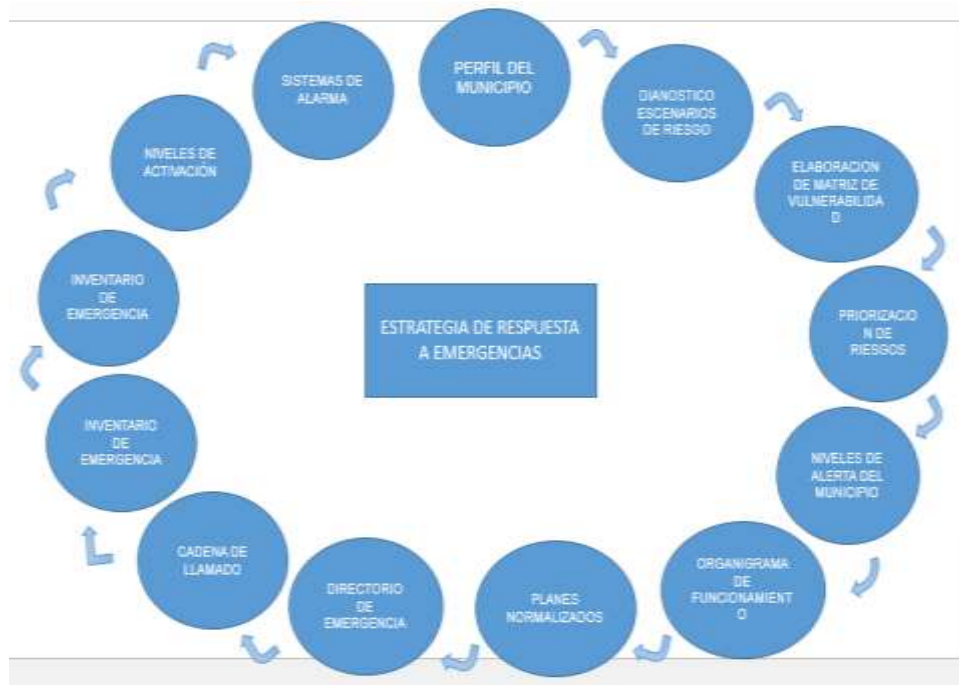 PERFIL DEL
MUNICIPIO
DIANOSTICO
ESCENARIOS
DE RIESGO
ELABORACION
DE MATRIZ DE
VULNERABILIDA
D
PRIORIZACIO
N DE
RIESGOS
NIVELES DE
ALERTA DEL
MUNICIPIO
ORGANIGRAMA
DE
FUNCIONAMIENT
O
PLANES
NORMALIZADOS
DIRECTORIO
DE
EMERGENCIA
CADENA DE
LLAMADO
INVENTARIO
DE
EMERGENCIA
INVENTARIO
DE
EMERGENCIA
NIVELES DE
ACTIVACIÓN
SISTEMAS DE
ALARMA
ESTRATEGIA DE RESPUESTA
A EMERGENCIAS